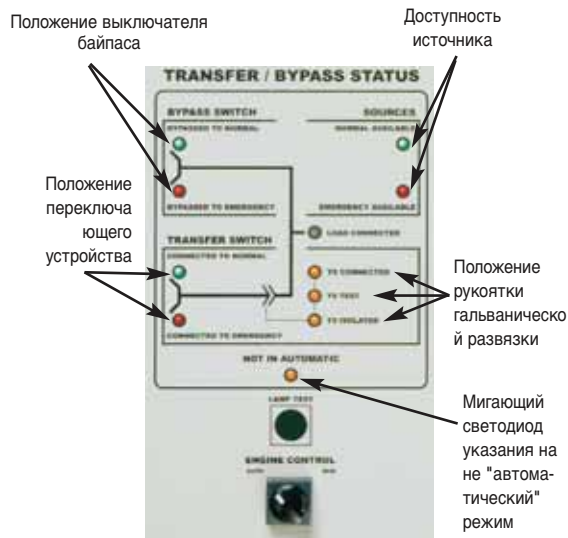 Положение выключателя
байпаса
Доступность
источника
TRANSFER / BYPASS STATUS
BYPASS SWITCH
SOURCES
BYPASSED TO NORMAL
NORMAL AVAILABLE
BYPASSED TO EMERGENCY
EMERGENCY AVAILABLE
Положение
переключа
ющего
устройства
LOAD CONNECTED
TRANSFER SWITCH
CONNECTED TO NORMAL
TS CONNECTED
TS TEST
TS ISOLATED
CONNECTED TO EMERGENCY
Положение
рукоятки
гальваническо
й развязки
NOT IN AUTOMATIC
LAMP TEST
Мигающий
светодиод
указания на
не "автома-
тический"
режим
ENGINE CONTROL
AUTO
RUN